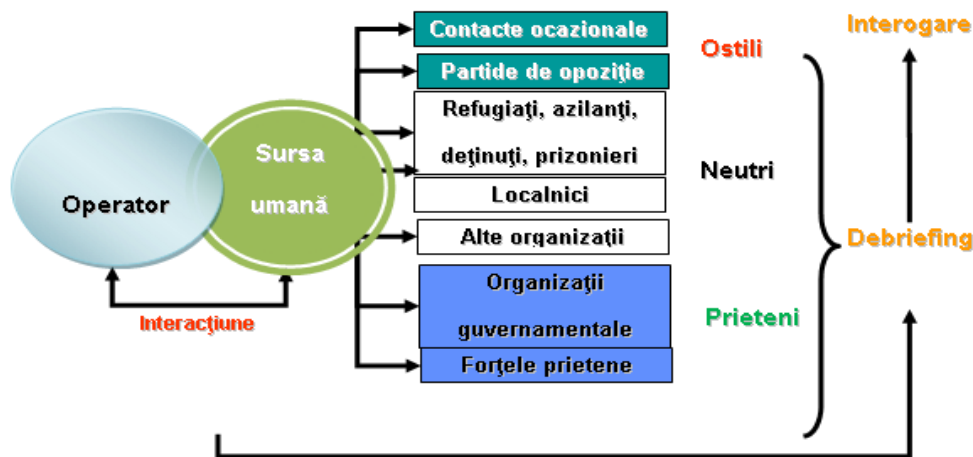 Operator
Sursa
umană
Interacţiune
Contacte ocazionale
Partide de opoziţie
Refugiaţi, azilanţi,
deţinuţi, prizonieri
Localnici
Alte organizaţii
Organizaţii
guvernamentale
Forţele prietene
Ostili
Neutri
Prieteni
Interogare
Debriefing